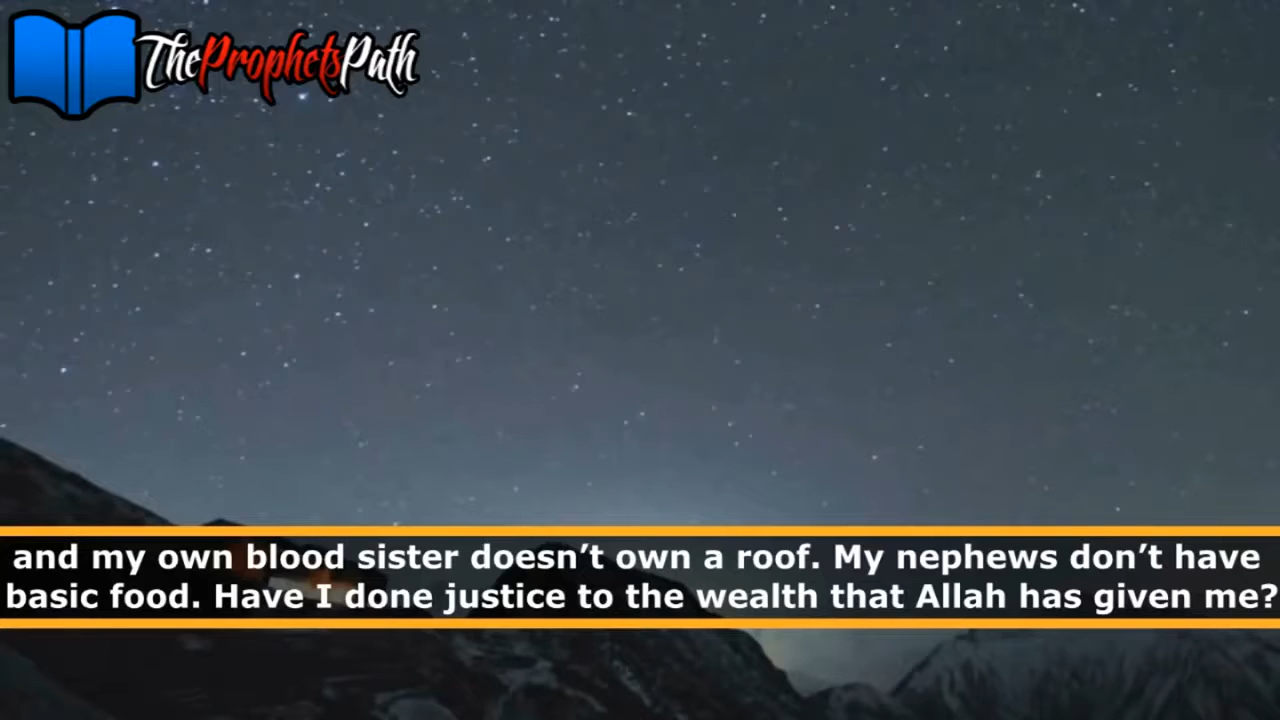 TheProphetsPath
and my own blood sister doesn’t own a roof. My nephews don’t have
basic food. Have I done justice to the wealth that Allah has given me?